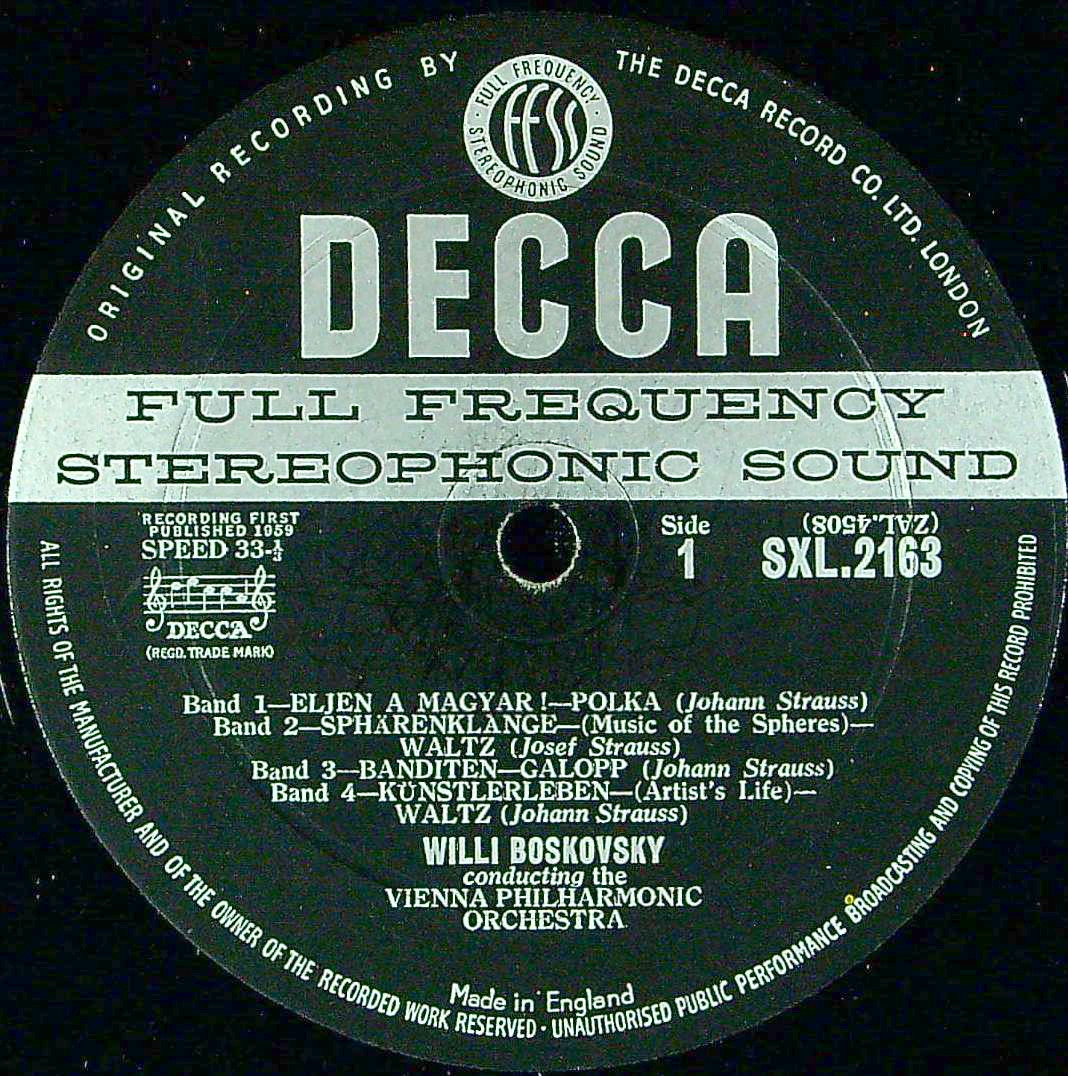 ORIGINAL RECORDING BY
THE DECCA RECORD CO. LTD. LONDON
FULL FREQUENCY
FFSS
STEREOPHONIC SOUND
DECCA
FULL FREQUENCY
STEREOPHONIC SOUND
RECORDING FIRST
PUBLISHED 1959
SPEED 33-⅓
DECCA
(REGD. TRADE MARK)
Side
1
(ZAL.4508)
SXL.2163
Band 1—ELJEN A MAGYAR!—POLKA (Johann Strauss)
Band 2—SPHÄRENKLÄNGE—(Music of the Spheres)—
WALTZ (Josef Strauss)
Band 3—BANDITEN—GALOPP (Johann Strauss)
Band 4—KÜNSTLERLEBEN—(Artist's Life)—
WALTZ (Johann Strauss)
WILLI BOSKOVSKY
conducting the
VIENNA PHILHARMONIC
ORCHESTRA
Made in England
ALL RIGHTS OF THE MANUFACTURER AND OF THE OWNER OF THE RECORDED WORK RESERVED · UNAUTHORISED PUBLIC PERFORMANCE BROADCASTING AND COPYING OF THIS RECORD PROHIBITED